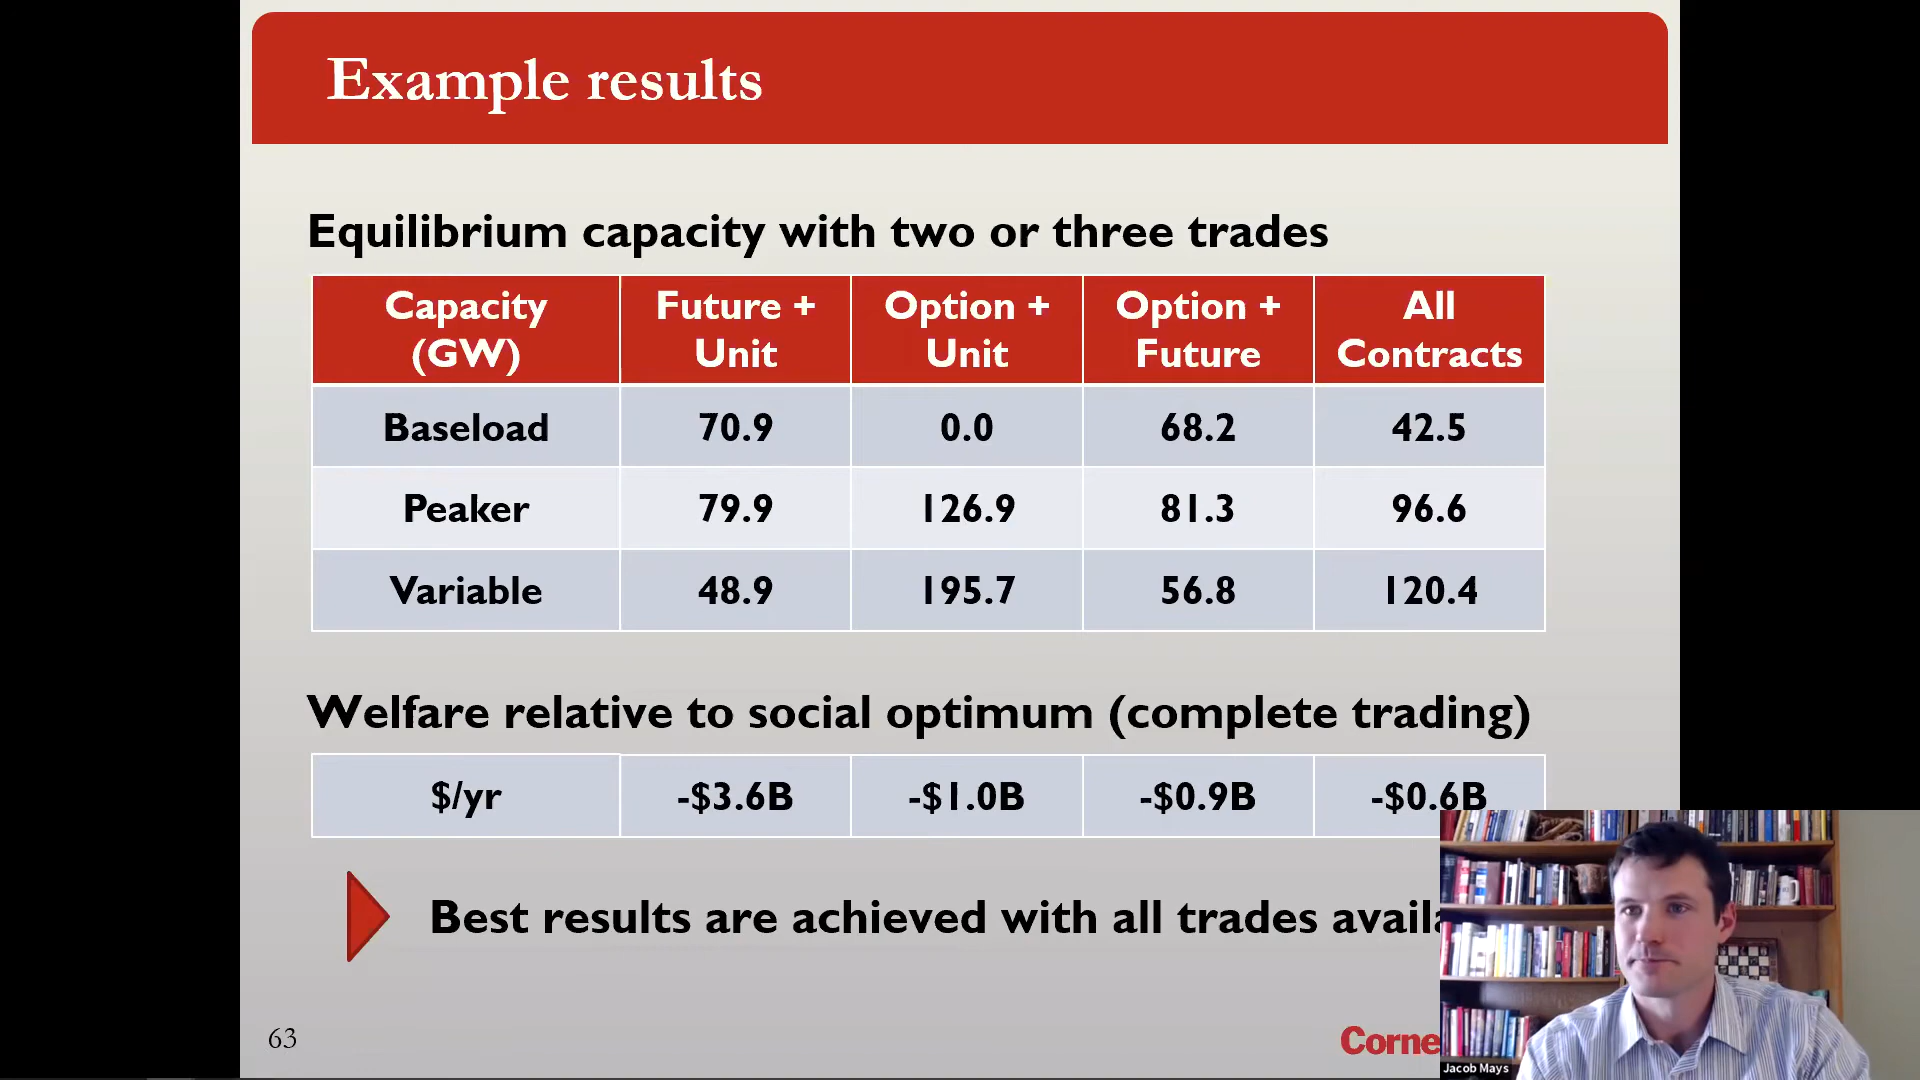 Example results
Equilibrium capacity with two or three trades
Capacity (GW) Future + Unit Option + Unit Option + Future All Contracts
Baseload 70.9 0.0 68.2 42.5
Peaker 79.9 126.9 81.3 96.6
Variable 48.9 195.7 56.8 120.4
Welfare relative to social optimum (complete trading)
$/yr -$3.6B -$1.0B -$0.9B -$0.6B
Best results are achieved with all trades
63
Jacob Mays